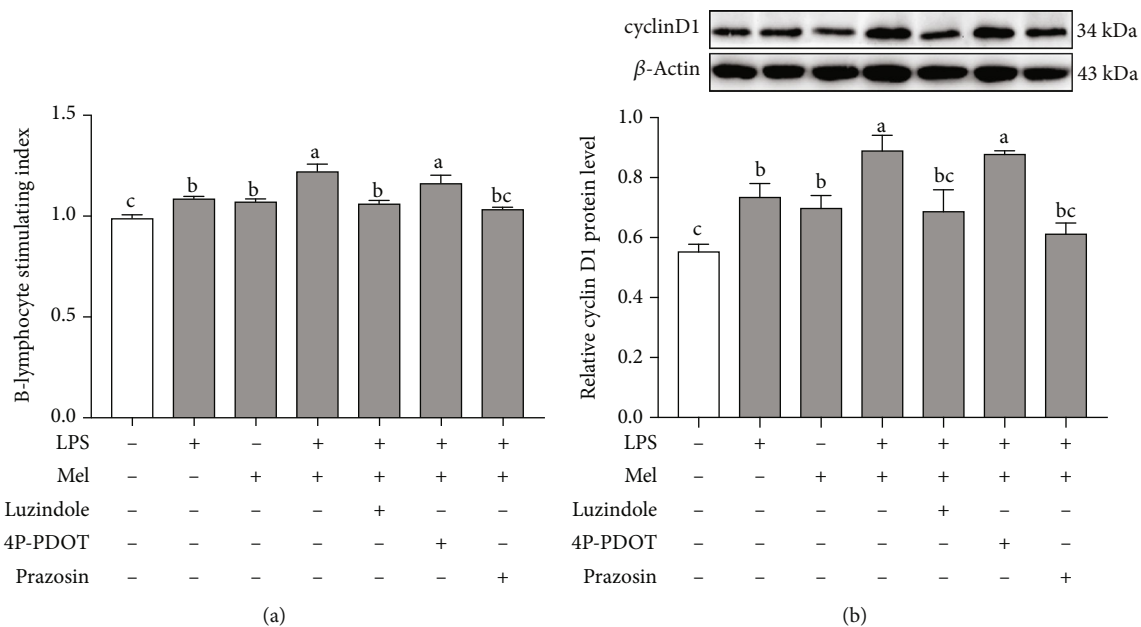 cyclinD1 34 kDa
β-Actin 43 kDa
B-lymphocyte stimulating index
1.5
1.0
0.5
0.0
c b b a b a bc
LPS – + – + + + +
Mel – – + + + + +
Luzindole – – – – + – –
4P-PDOT – – – – – + –
Prazosin – – – – – – +
(a)
Relative cyclin D1 protein level
1.0
0.8
0.6
0.4
0.2
0.0
c b b a bc a bc
LPS – + – + + + +
Mel – – + + + + +
Luzindole – – – – + – –
4P-PDOT – – – – – + –
Prazosin – – – – – – +
(b)